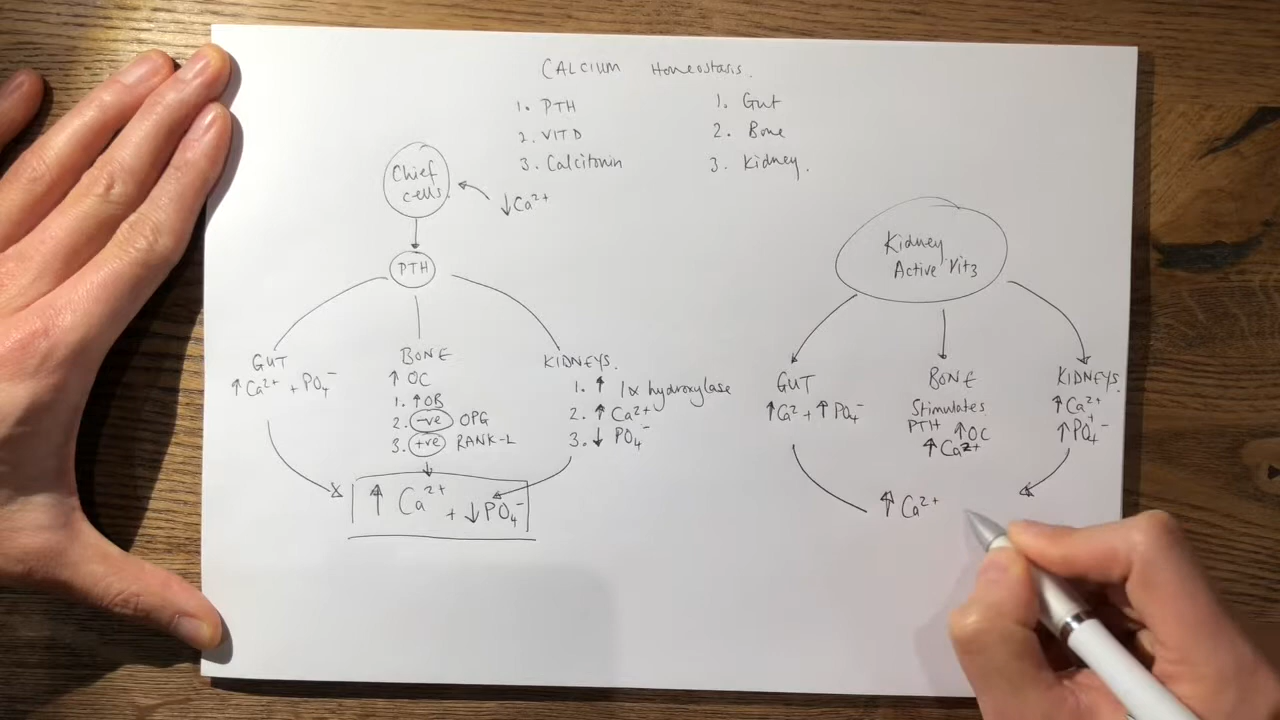 CALCIUM Homeostasis.
1. PTH
2. VIT D
3. Calcitonin
1. Gut
2. Bone
3. Kidney.
Chief
cells.
↓Ca²⁺
PTH
GUT
↑Ca²⁺ + PO₄⁻
BONE
↑ OC
1. ↑OB
2. -ve OPG
3. +ve RANK-L
KIDNEYS.
1. ↑ 1α hydroxylase
2. ↑ Ca²⁺
3. ↓ PO₄⁻
↑ Ca²⁺ + ↓PO₄⁻
Kidney
Active Vit3
GUT
↑Ca² + ↑PO₄⁻
BONE
Stimulates
PTH ↑OC
↑Ca²⁺
KIDNEYS.
↑Ca²⁺
+
↑PO₄⁻
⇑ Ca²⁺